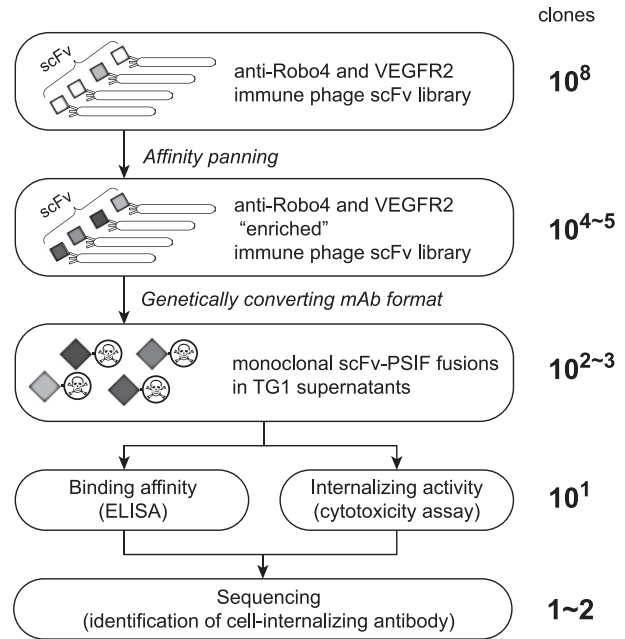 clones
scFv
anti-Robo4 and VEGFR2
immune phage scFv library
10^8
Affinity panning
scFv
anti-Robo4 and VEGFR2
“enriched”
immune phage scFv library
10^4~5
Genetically converting mAb format
monoclonal scFv-PSIF fusions
in TG1 supernatants
10^2~3
Binding affinity
(ELISA)
Internalizing activity
(cytotoxicity assay)
10^1
Sequencing
(identification of cell-internalizing antibody)
1~2